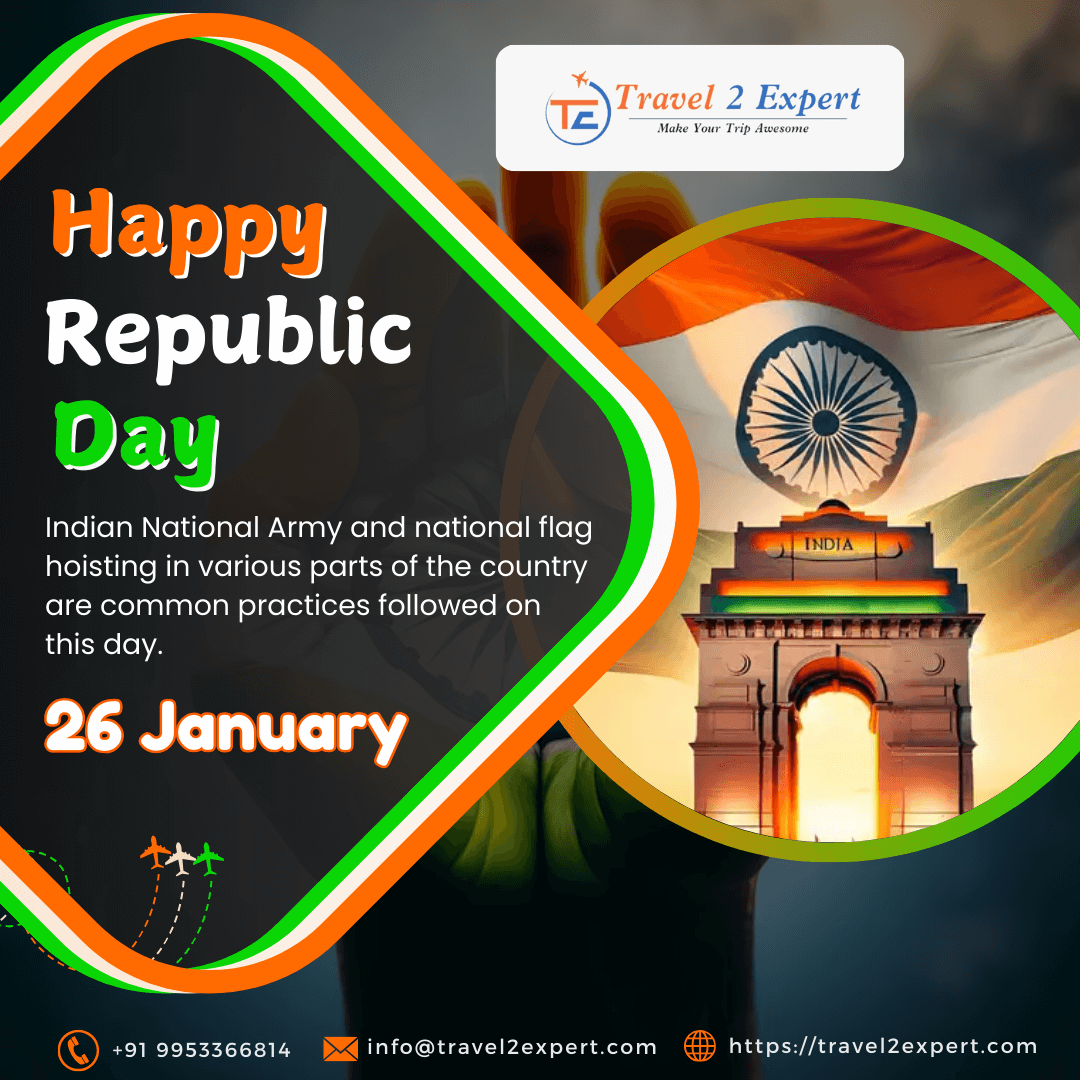 TE
Travel 2 Expert
Make Your Trip Awesome
Happy
Republic
Day
Indian National Army and national flag
hoisting in various parts of the country
are common practices followed on
this day.
26 January
INDIA
+91 9953366814
info@travel2expert.com
https://travel2expert.com